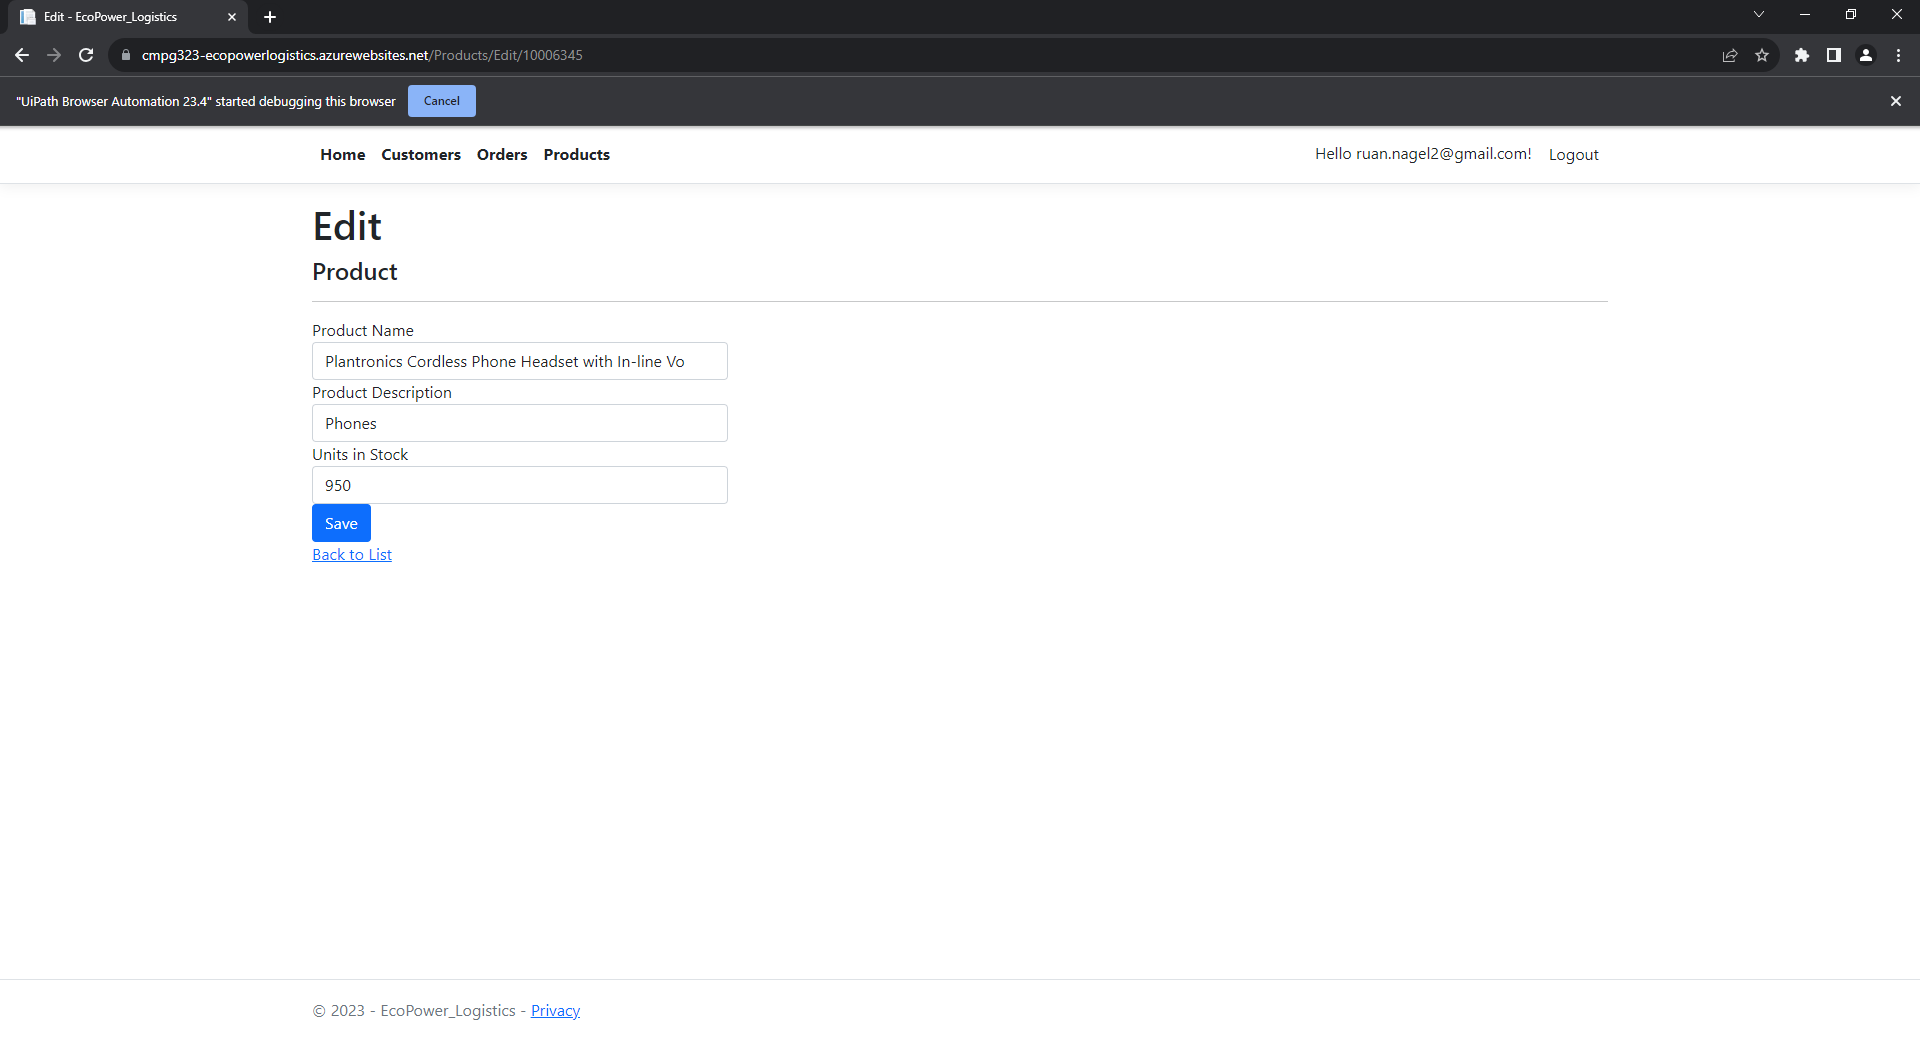 Edit - EcoPower_Logistics
cmpg323-ecopowerlogistics.azurewebsites.net/Products/Edit/10006345
"UiPath Browser Automation 23.4" started debugging this browser Cancel
Home Customers Orders Products Hello ruan.nagel2@gmail.com! Logout
Edit
Product
Product Name
Plantronics Cordless Phone Headset with In-line Vo
Product Description
Phones
Units in Stock
950
Save
Back to List
© 2023 - EcoPower_Logistics - Privacy